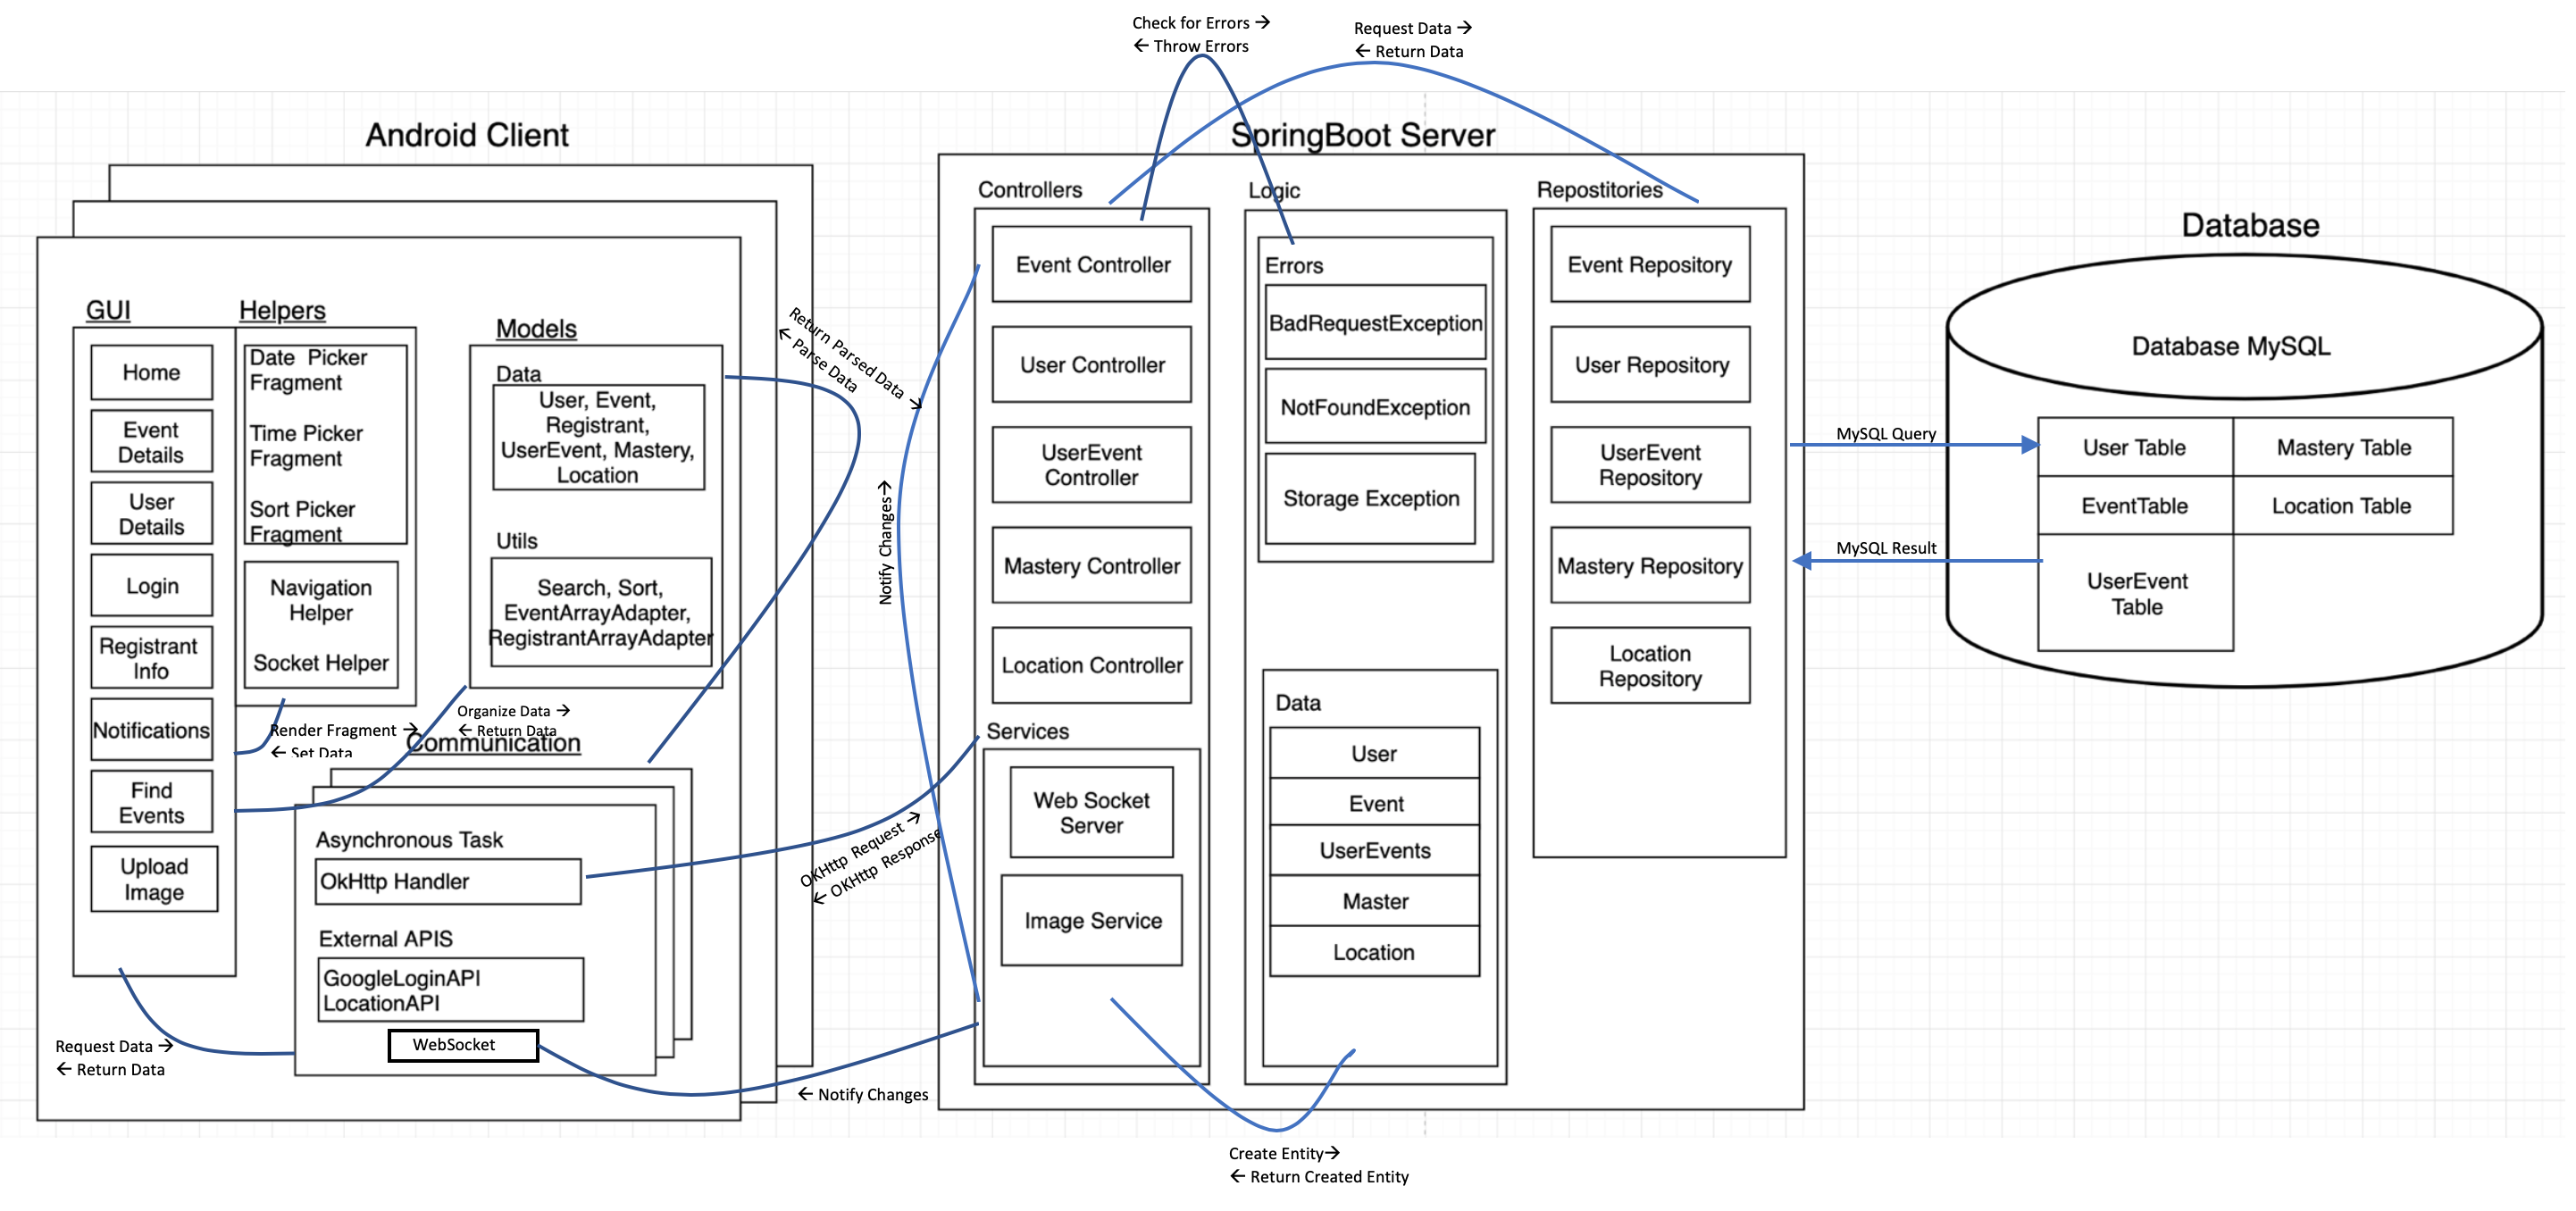 Check for Errors →
← Throw Errors
Request Data →
← Return Data
Android Client
SpringBoot Server
Database
GUI
Helpers
Models
Home
Event
Details
User
Details
Login
Registrant
Info
Notifications
Find
Events
Upload
Image
Date Picker
Fragment
Time Picker
Fragment
Sort Picker
Fragment
Navigation
Helper
Socket Helper
Data
User, Event,
Registrant,
UserEvent, Mastery,
Location
Utils
Search, Sort,
EventArrayAdapter,
RegistrantArrayAdapter
Render Fragment →
← Set Data
Organize Data →
← Return Data
Communication
Asynchronous Task
OkHttp Handler
External APIS
GoogleLoginAPI
LocationAPI
WebSocket
Request Data →
← Return Data
Return Parsed Data →
← Parse Data
Notify Changes→
OKHttp Request →
← OKHttp Response
← Notify Changes
Controllers
Event Controller
User Controller
UserEvent
Controller
Mastery Controller
Location Controller
Services
Web Socket
Server
Image Service
Logic
Errors
BadRequestException
NotFoundException
Storage Exception
Data
User
Event
UserEvents
Master
Location
Create Entity→
← Return Created Entity
Repostitories
Event Repository
User Repository
UserEvent
Repository
Mastery Repository
Location
Repository
MySQL Query
MySQL Result
Database MySQL
User Table
Mastery Table
EventTable
Location Table
UserEvent
Table